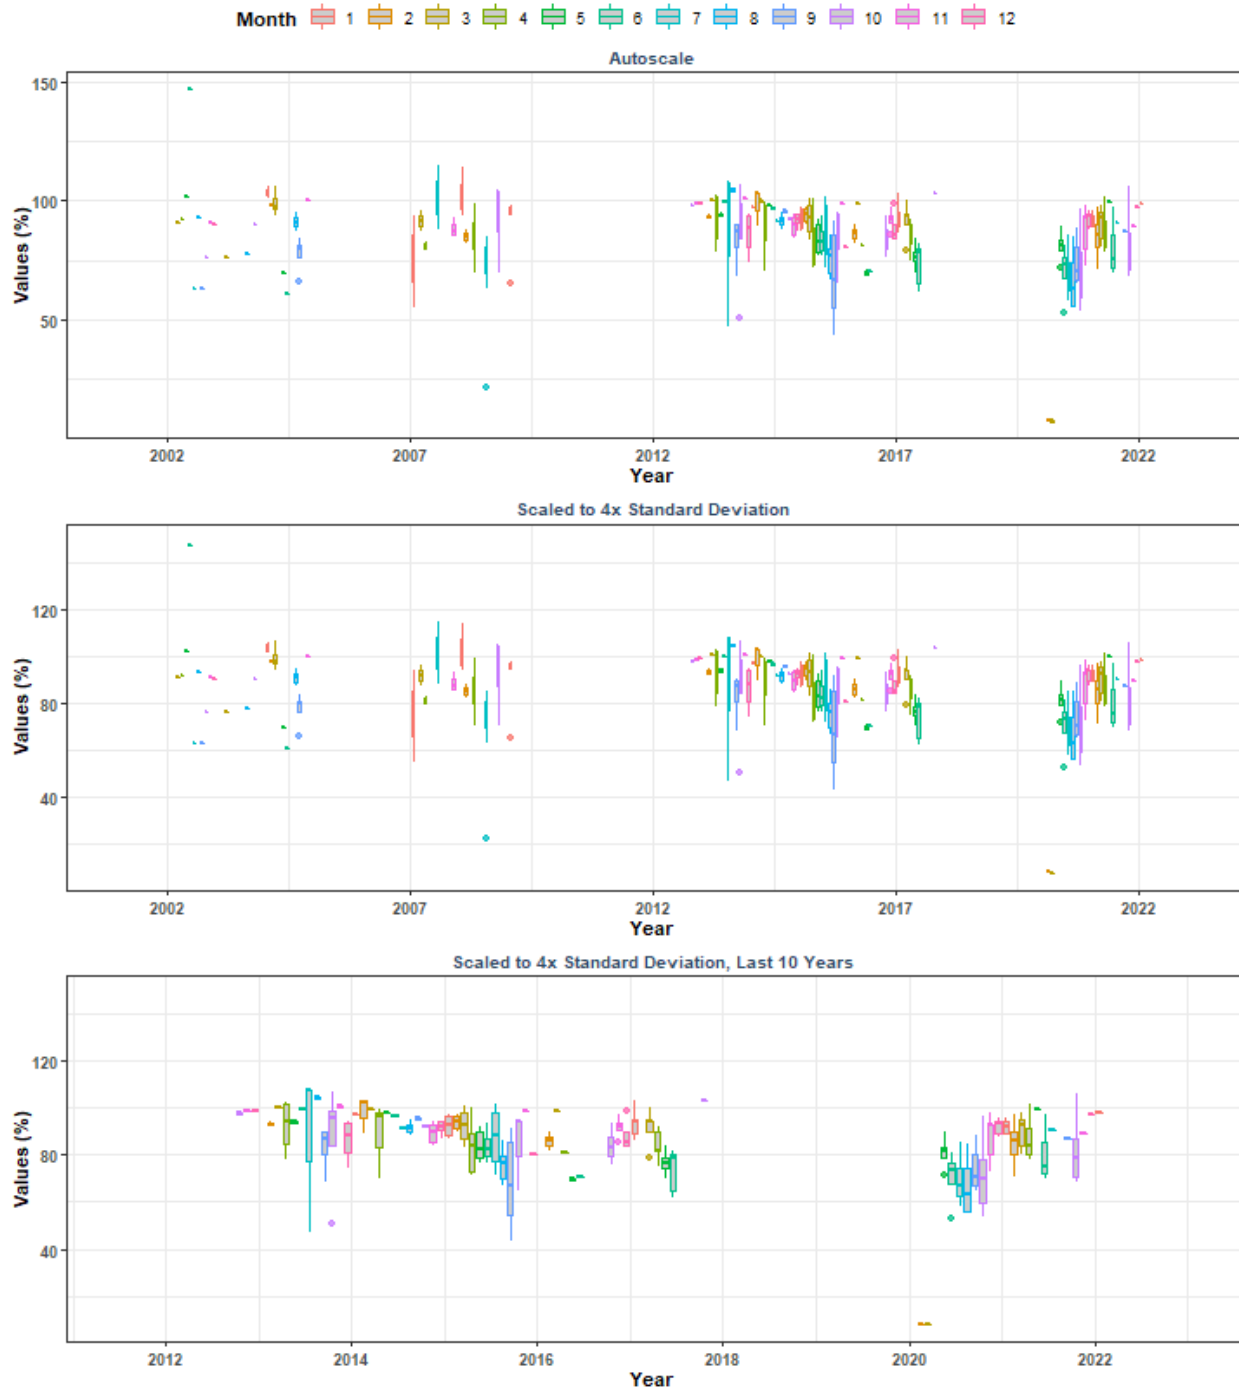 Month 1 2 3 4 5 6 7 8 9 10 11 12
Autoscale
150
100
50
Values (%)
2002 2007 2012 2017 2022
Year
Scaled to 4x Standard Deviation
120
80
40
Values (%)
2002 2007 2012 2017 2022
Year
Scaled to 4x Standard Deviation, Last 10 Years
120
80
40
Values (%)
2012 2014 2016 2018 2020 2022
Year